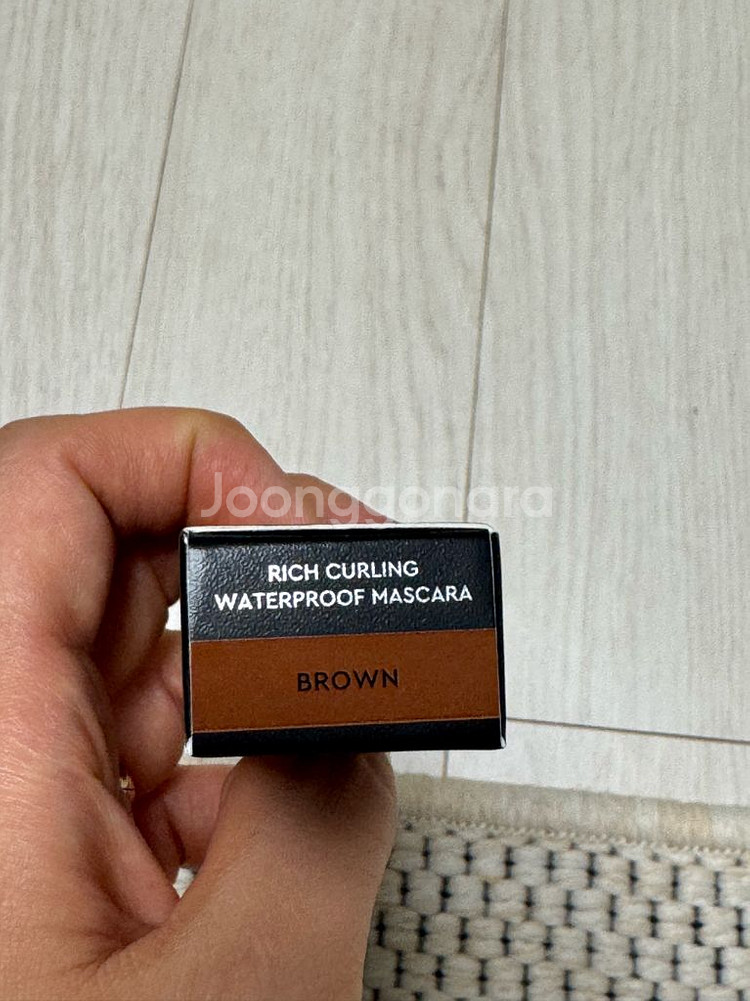 Joonggonara
RICH CURLING
WATERPROOF MASCARA
BROWN